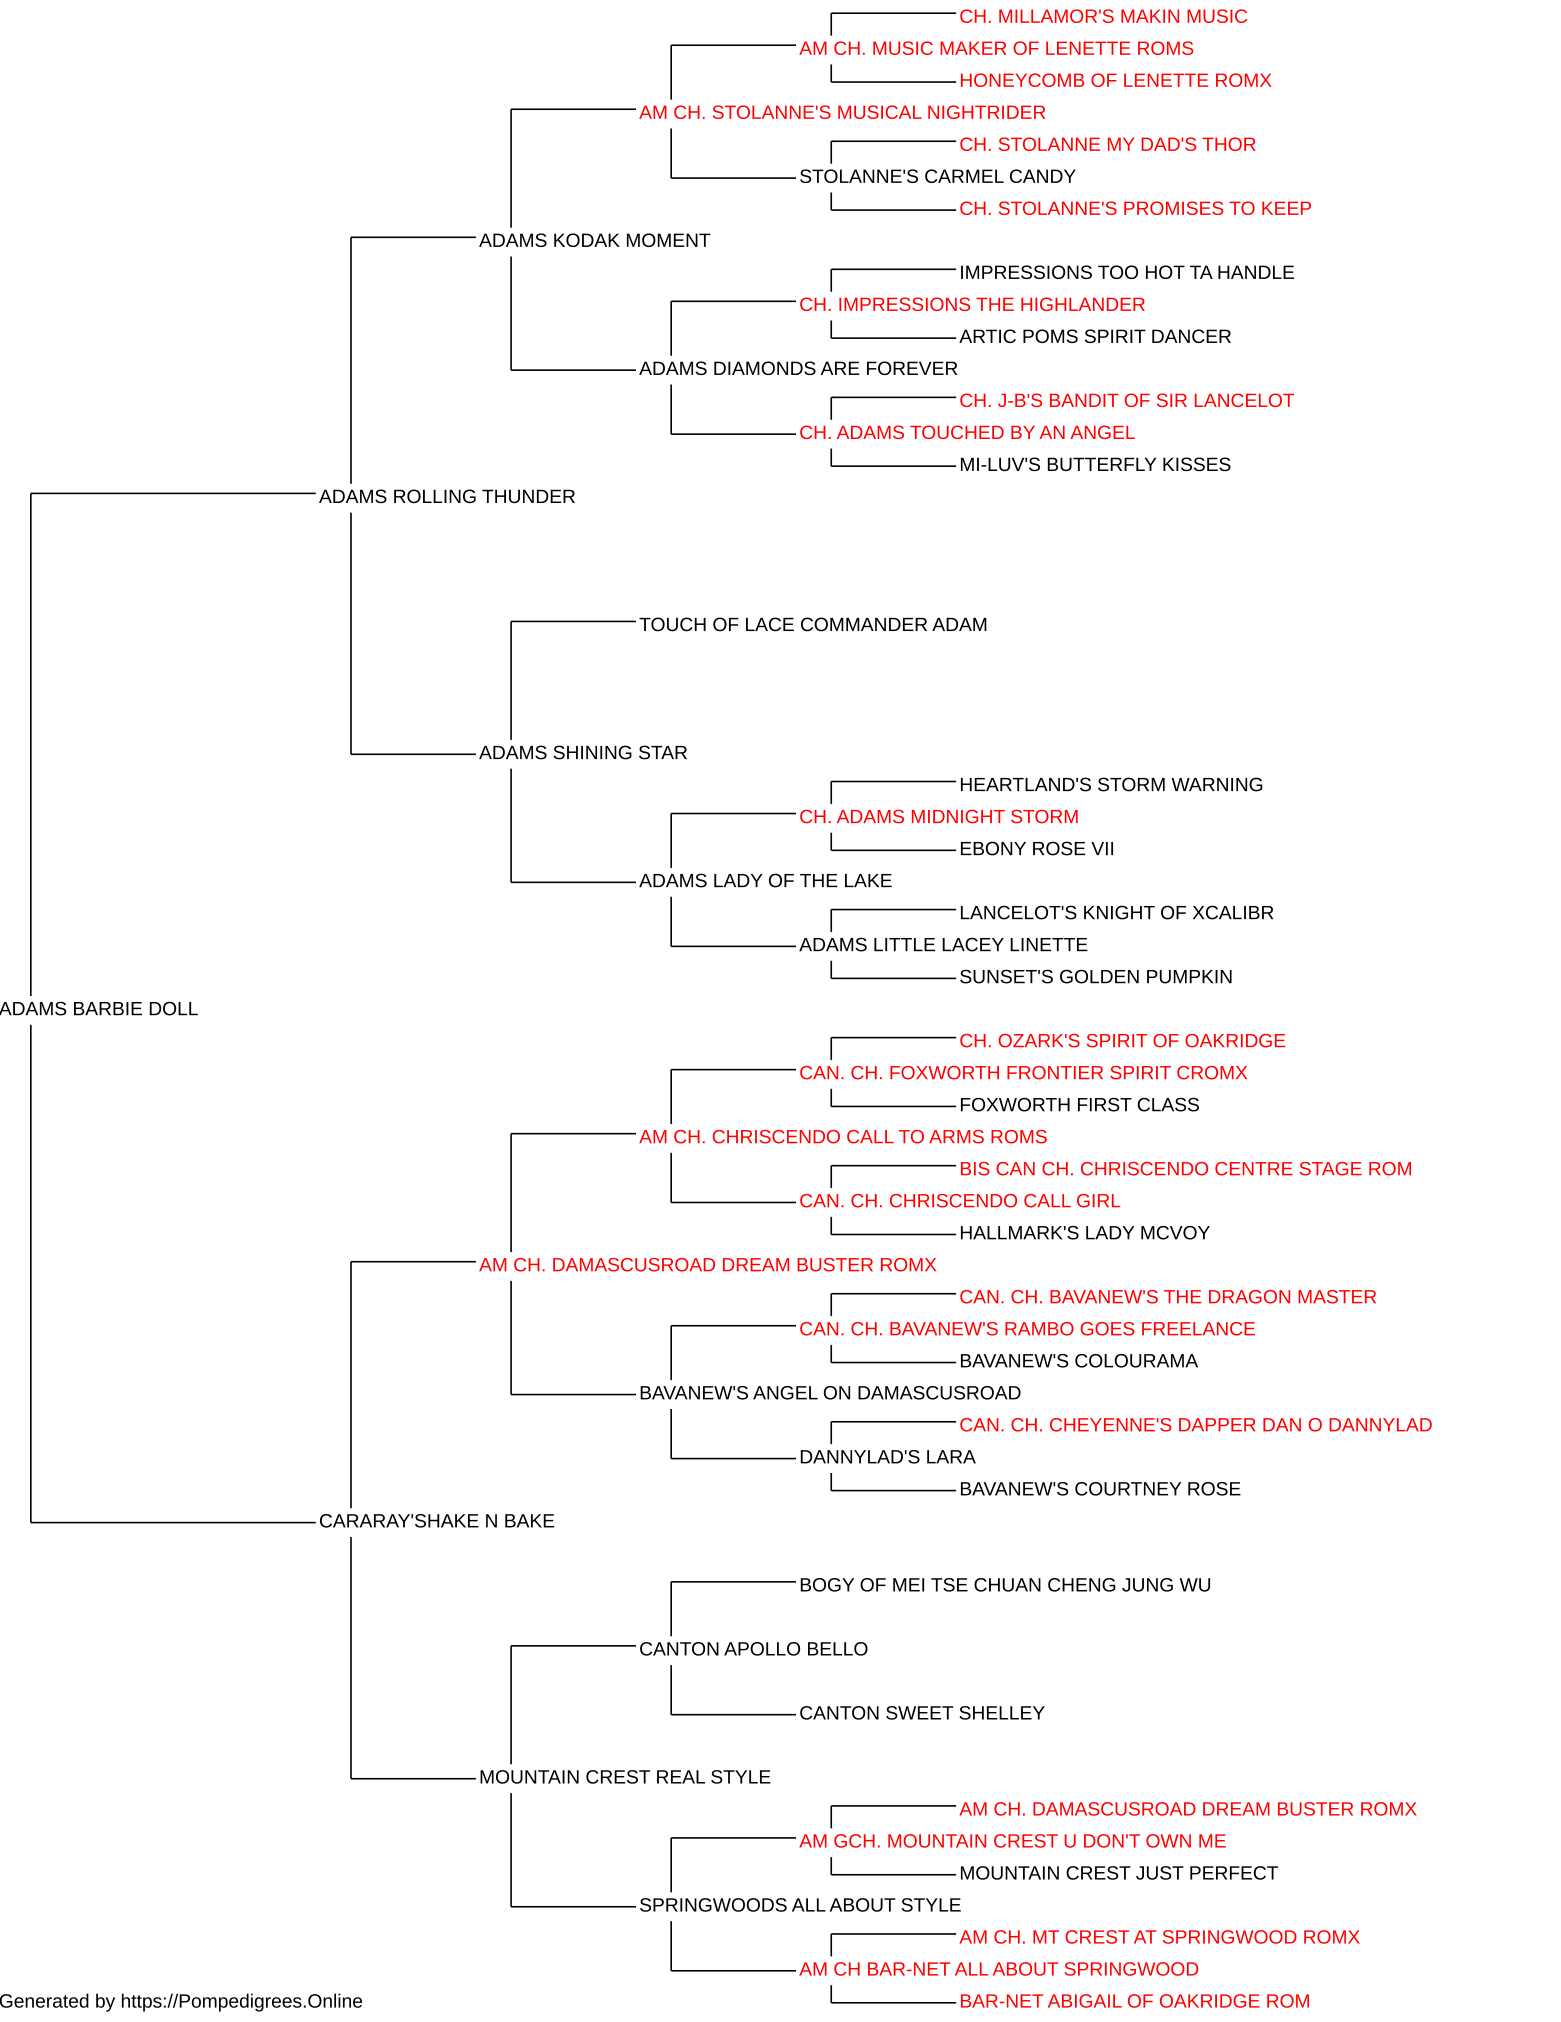 CH. MILLAMOR'S MAKIN MUSIC
AM CH. MUSIC MAKER OF LENETTE ROMS
HONEYCOMB OF LENETTE ROMX
AM CH. STOLANNE'S MUSICAL NIGHTRIDER
CH. STOLANNE MY DAD'S THOR
STOLANNE'S CARMEL CANDY
CH. STOLANNE'S PROMISES TO KEEP
ADAMS KODAK MOMENT
IMPRESSIONS TOO HOT TA HANDLE
CH. IMPRESSIONS THE HIGHLANDER
ARTIC POMS SPIRIT DANCER
ADAMS DIAMONDS ARE FOREVER
CH. J-B'S BANDIT OF SIR LANCELOT
CH. ADAMS TOUCHED BY AN ANGEL
MI-LUV'S BUTTERFLY KISSES
ADAMS ROLLING THUNDER
TOUCH OF LACE COMMANDER ADAM
ADAMS SHINING STAR
HEARTLAND'S STORM WARNING
CH. ADAMS MIDNIGHT STORM
EBONY ROSE VII
ADAMS LADY OF THE LAKE
LANCELOT'S KNIGHT OF XCALIBR
ADAMS LITTLE LACEY LINETTE
SUNSET'S GOLDEN PUMPKIN
ADAMS BARBIE DOLL
CH. OZARK'S SPIRIT OF OAKRIDGE
CAN. CH. FOXWORTH FRONTIER SPIRIT CROMX
FOXWORTH FIRST CLASS
AM CH. CHRISCENDO CALL TO ARMS ROMS
BIS CAN CH. CHRISCENDO CENTRE STAGE ROM
CAN. CH. CHRISCENDO CALL GIRL
HALLMARK'S LADY MCVOY
AM CH. DAMASCUSROAD DREAM BUSTER ROMX
CAN. CH. BAVANEW'S THE DRAGON MASTER
CAN. CH. BAVANEW'S RAMBO GOES FREELANCE
BAVANEW'S COLOURAMA
BAVANEW'S ANGEL ON DAMASCUSROAD
CAN. CH. CHEYENNE'S DAPPER DAN O DANNYLAD
DANNYLAD'S LARA
BAVANEW'S COURTNEY ROSE
CARARAY'SHAKE N BAKE
BOGY OF MEI TSE CHUAN CHENG JUNG WU
CANTON APOLLO BELLO
CANTON SWEET SHELLEY
MOUNTAIN CREST REAL STYLE
AM CH. DAMASCUSROAD DREAM BUSTER ROMX
AM GCH. MOUNTAIN CREST U DON'T OWN ME
MOUNTAIN CREST JUST PERFECT
SPRINGWOODS ALL ABOUT STYLE
AM CH. MT CREST AT SPRINGWOOD ROMX
AM CH BAR-NET ALL ABOUT SPRINGWOOD
BAR-NET ABIGAIL OF OAKRIDGE ROM
Generated by https://Pompedigrees.Online